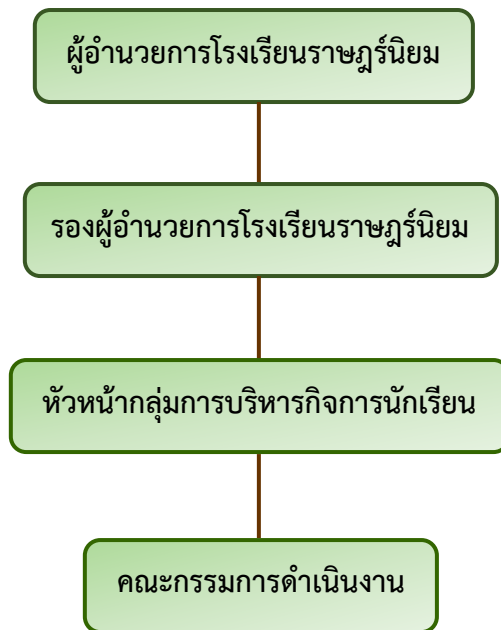 ผู้อำนวยการโรงเรียนราษฎร์นิยม
รองผู้อำนวยการโรงเรียนราษฎร์นิยม
หัวหน้ากลุ่มการบริหารกิจการนักเรียน
คณะกรรมการดำเนินงาน